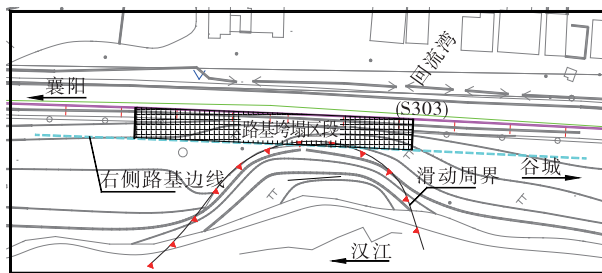 回流湾
襄阳
(S303)
路基垮塌区段
右侧路基边线
滑动周界
谷城
汉江